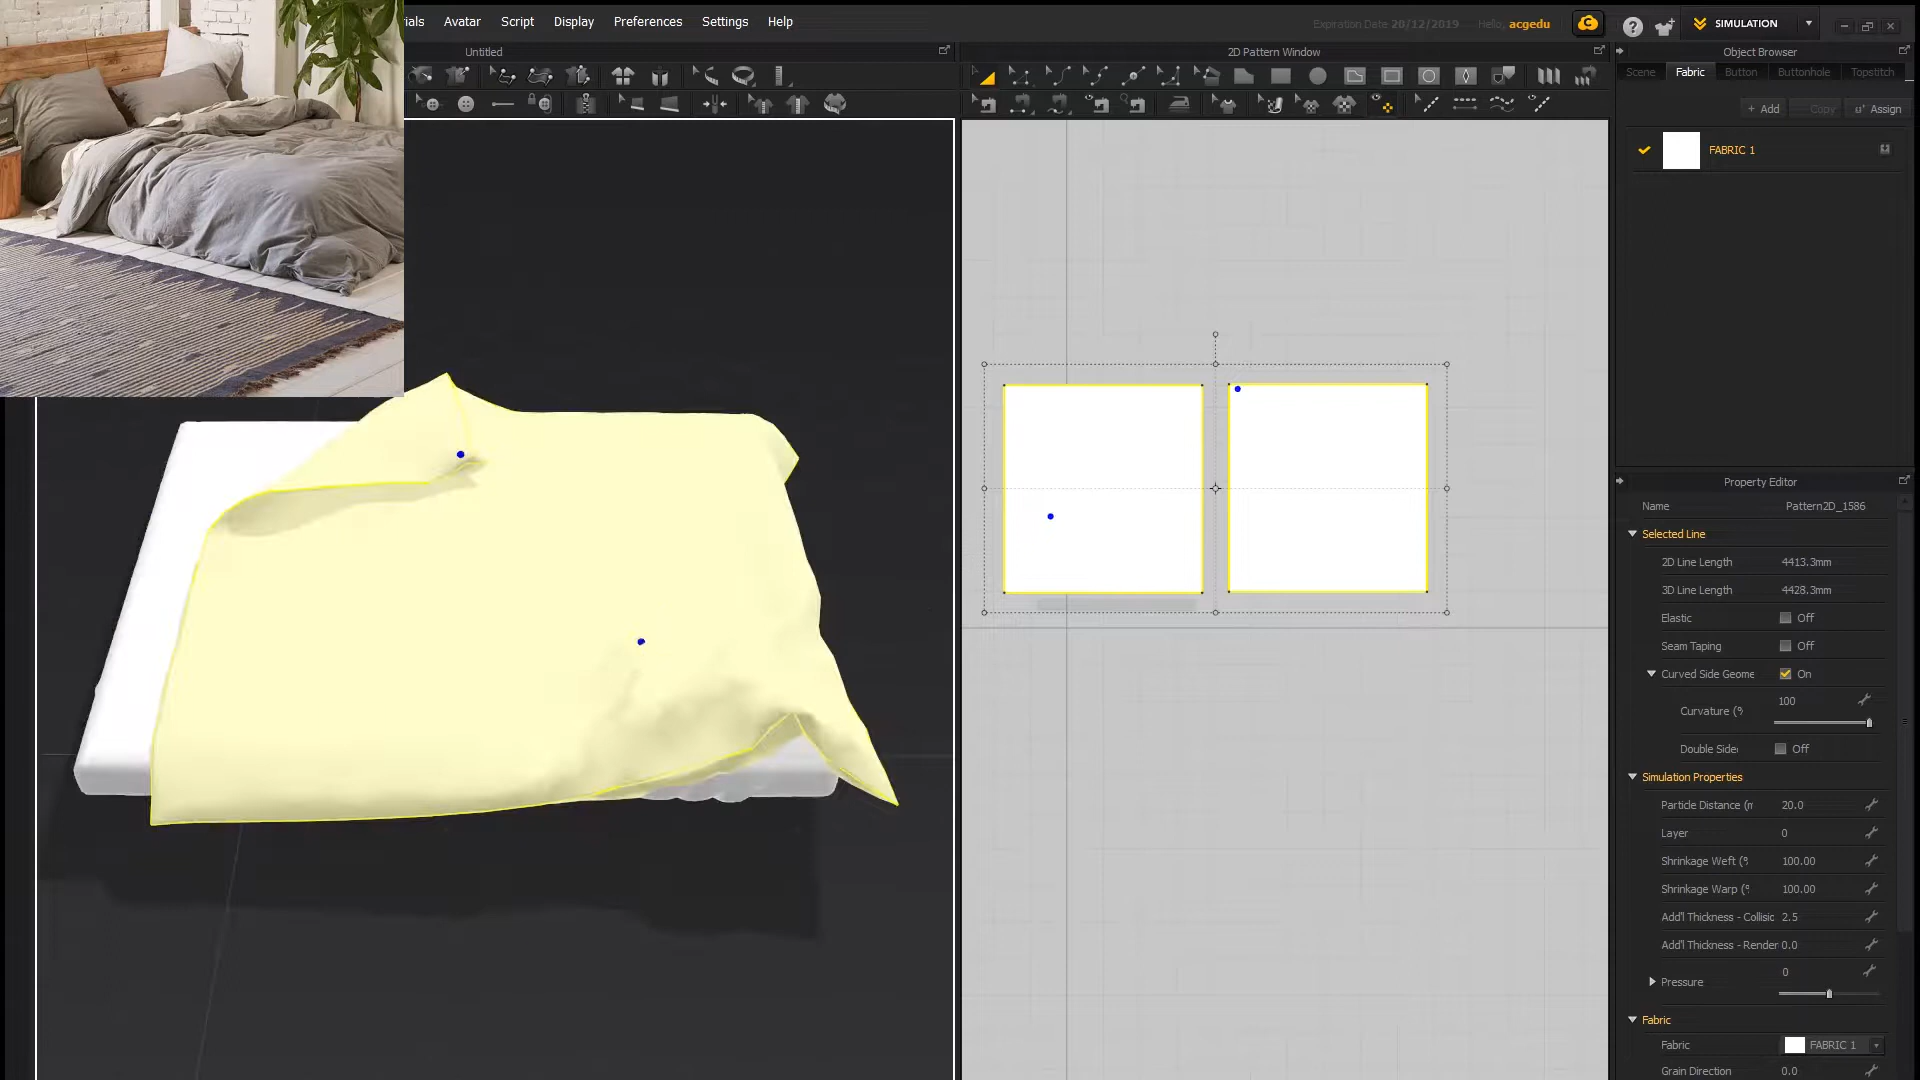 ials Avatar Script Display Preferences Settings Help
Expiration Date 20/12/2019 Hello, acgedu
SIMULATION
Untitled
2D Pattern Window
Object Browser
Scene Fabric Button Buttonhole Topstitch
+ Add Copy Assign
FABRIC 1
Property Editor
Name Pattern2D_1586
Selected Line
2D Line Length 4413.3mm
3D Line Length 4428.3mm
Elastic Off
Seam Taping Off
Curved Side Geome On
Curvature (% 100
Double Side Off
Simulation Properties
Particle Distance (m 20.0
Layer 0
Shrinkage Weft (% 100.00
Shrinkage Warp (% 100.00
Add'l Thickness - Collisic 2.5
Add'l Thickness - Render 0.0
Pressure 0
Fabric
Fabric FABRIC 1
Grain Direction 0.0